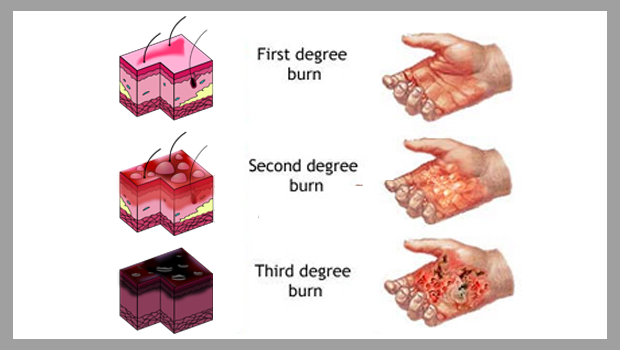 First degree
burn
Second degree
burn
Third degree
burn